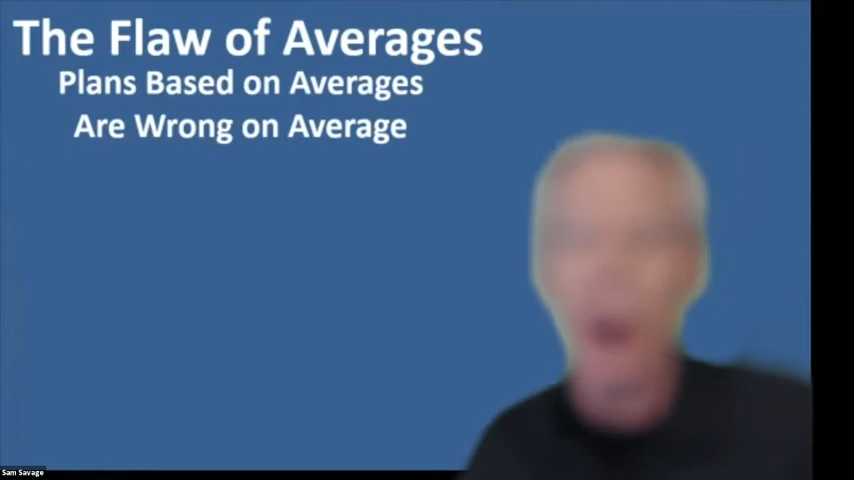 The Flaw of Averages
Plans Based on Averages
Are Wrong on Average
Sam Savage